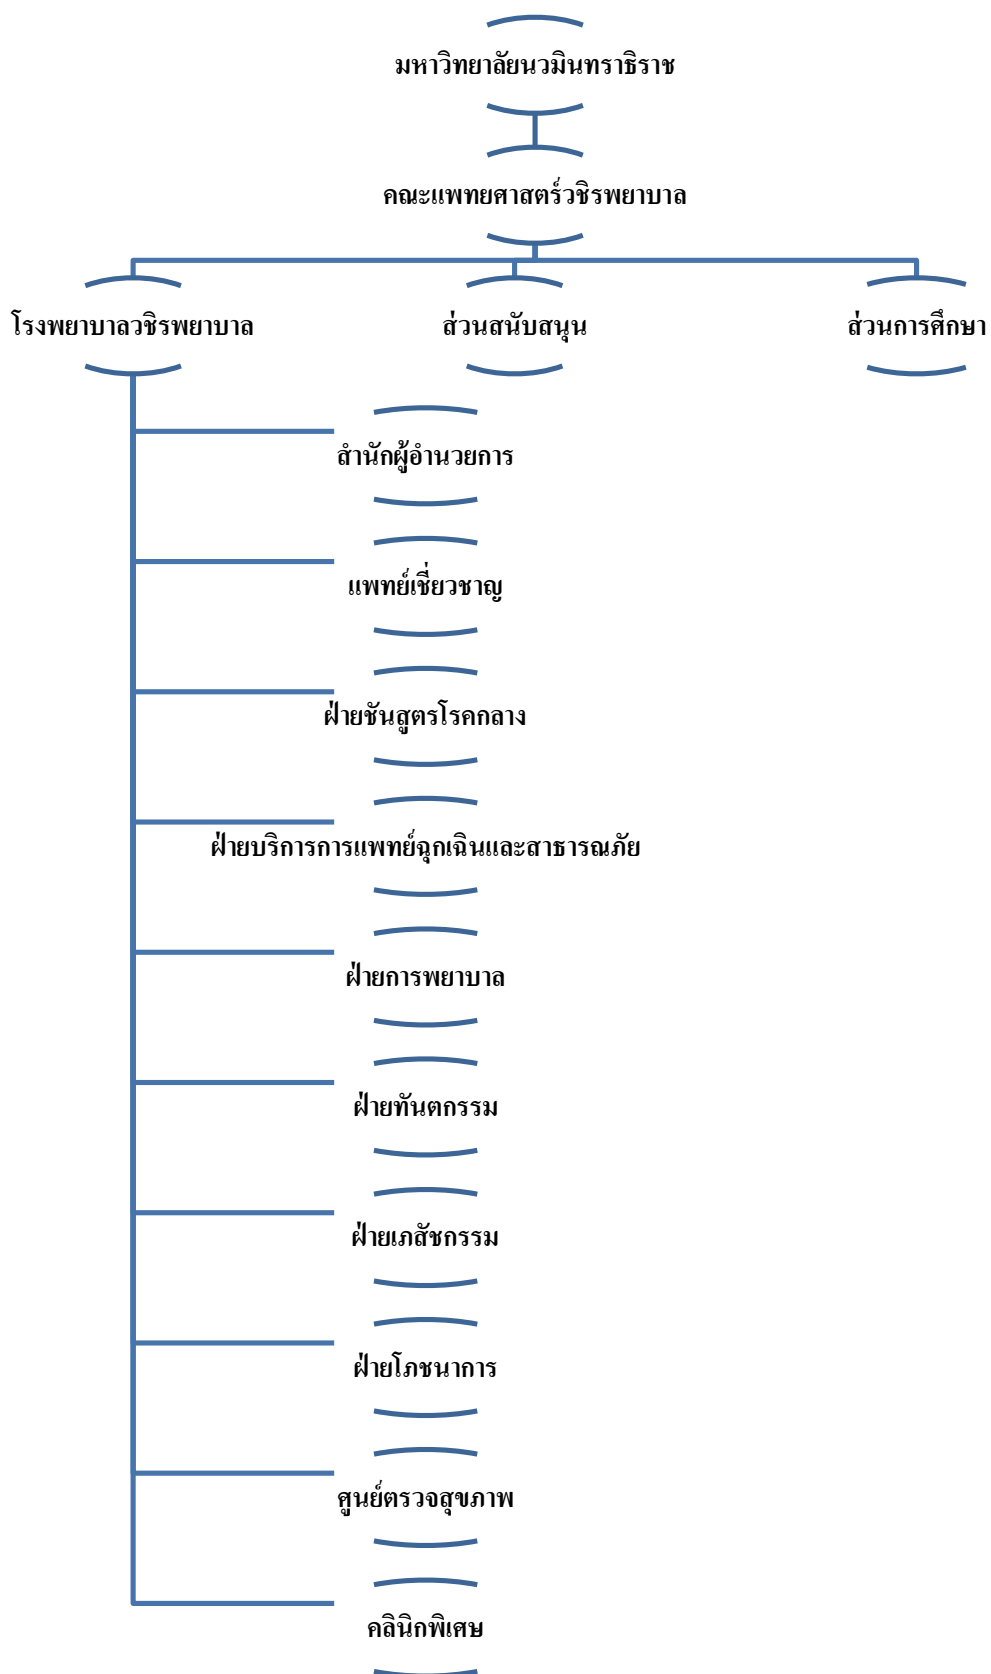 มหาวิทยาลัยนวมินทราธิราช
คณะแพทยศาสตร์วชิรพยาบาล
โรงพยาบาลวชิรพยาบาล
ส่วนสนับสนุน
ส่วนการศึกษา
สำนักผู้อำนวยการ
แพทย์เชี่ยวชาญ
ฝ่ายชันสูตรโรคกลาง
ฝ่ายบริการการแพทย์ฉุกเฉินและสาธารณภัย
ฝ่ายการพยาบาล
ฝ่ายทันตกรรม
ฝ่ายเภสัชกรรม
ฝ่ายโภชนาการ
ศูนย์ตรวจสุขภาพ
คลินิกพิเศษ